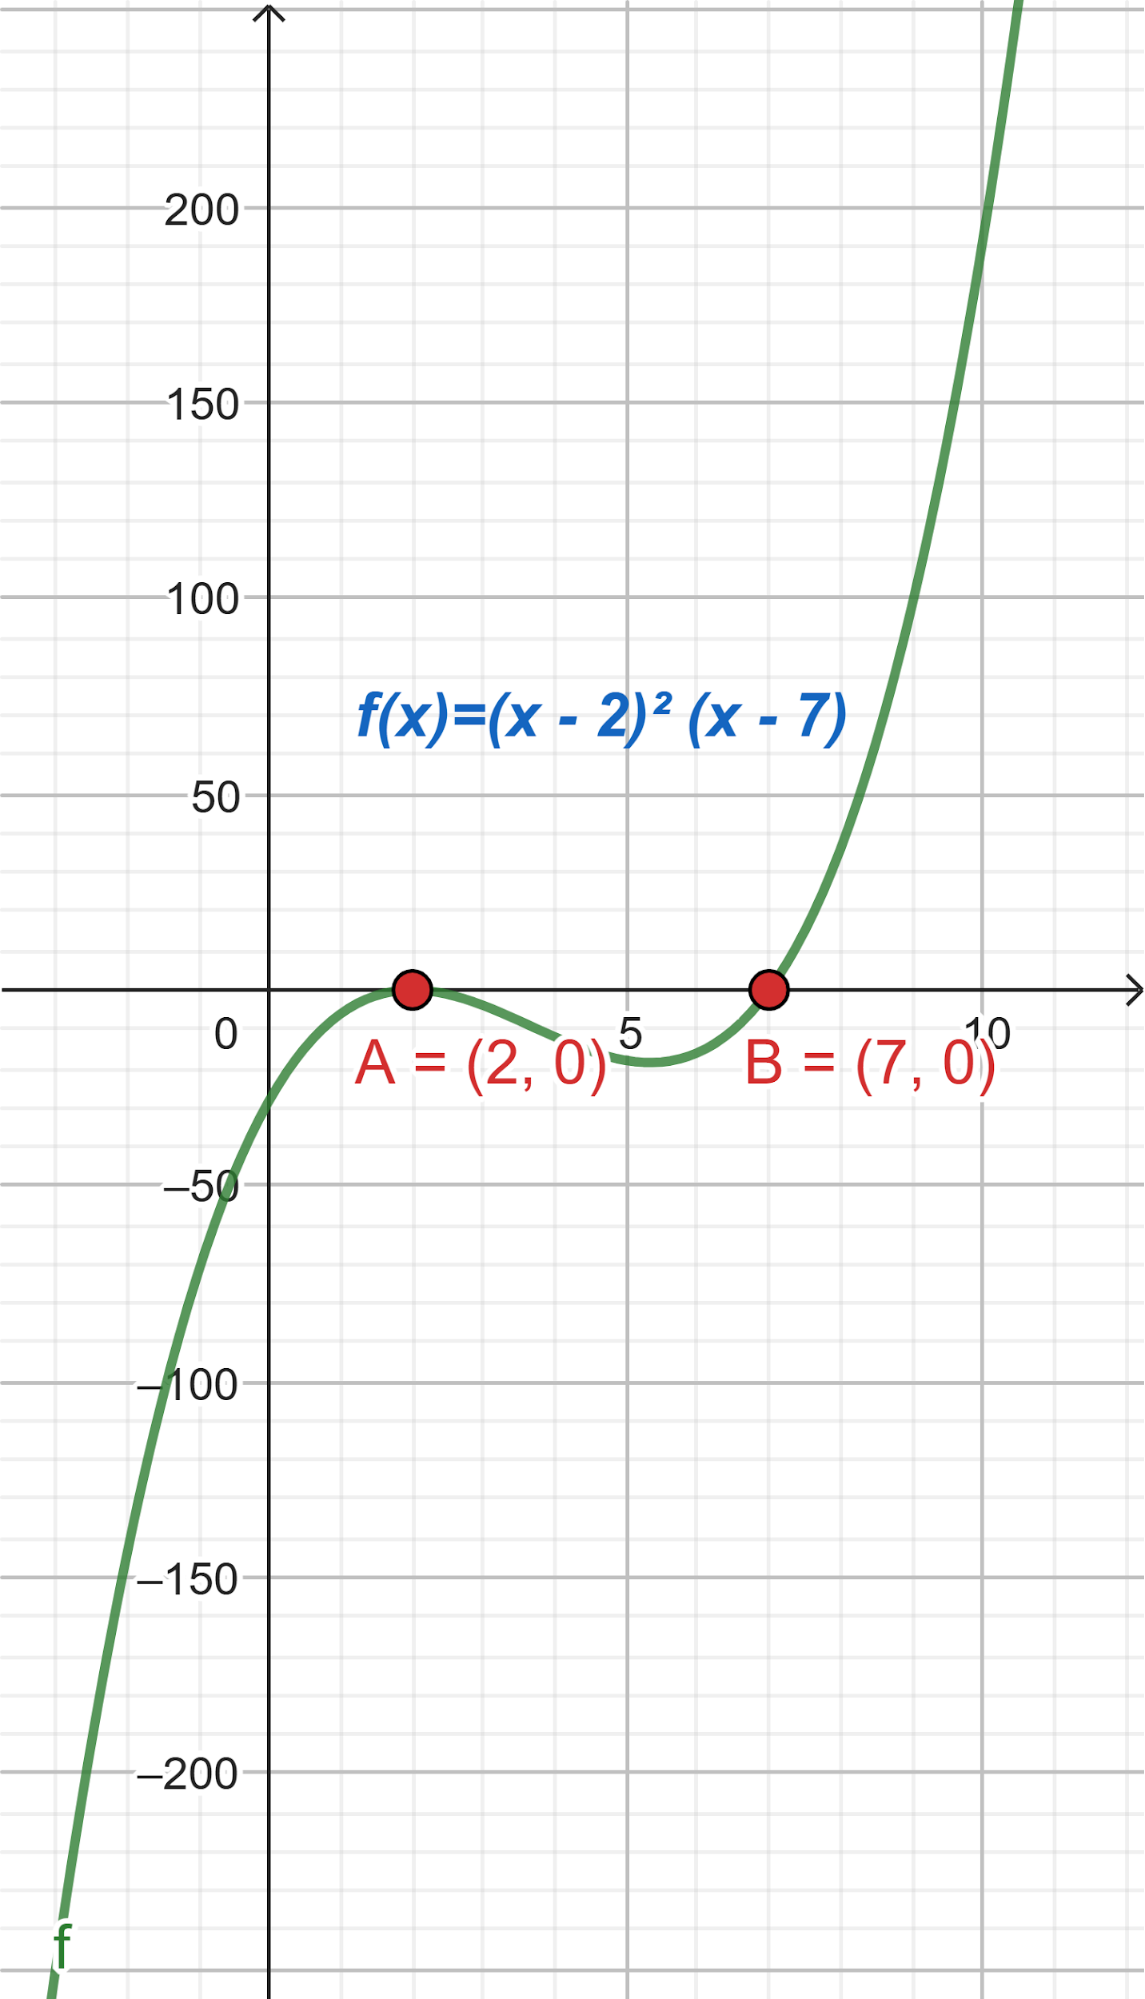 200
150
100
f(x)=(x - 2)² (x - 7)
50
0
5
10
A = (2, 0)
B = (7, 0)
–50
–100
–150
–200
f